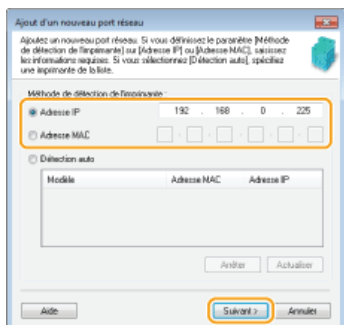 Ajout d'un nouveau port réseau
Ajoutez un nouveau port réseau. Si vous définissez le paramètre [Méthode
de détection de l'imprimante] sur [Adresse IP] ou [Adresse MAC], saisissez
les informations requises. Si vous sélectionnez [Détection auto], spécifiez
une imprimante de la liste.
Méthode de détection de l'imprimante :
Adresse IP 192 . 168 . 0 . 225
Adresse MAC - - - - -
Détection auto
Modèle Adresse MAC Adresse IP
Arrêter Actualiser
Aide Suivant > Annuler